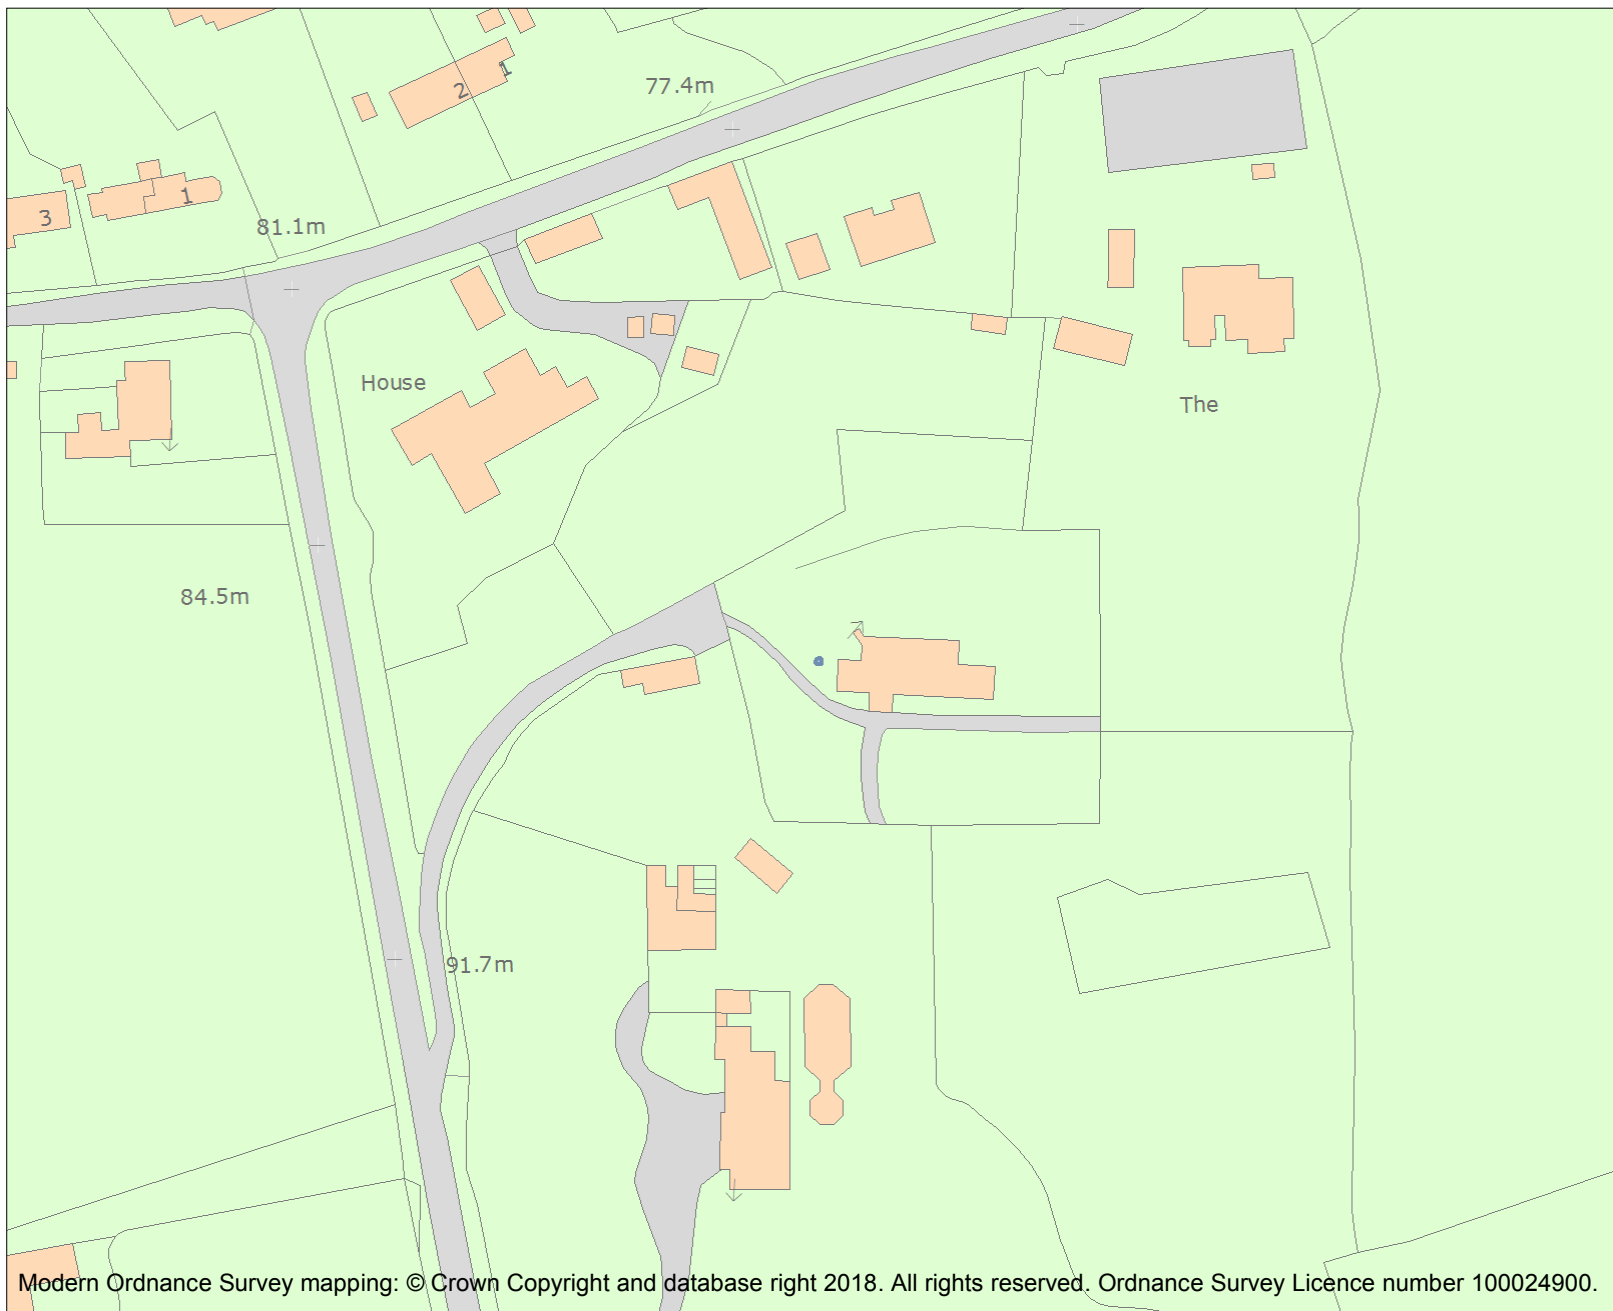 1
2
77.4m
1
3
81.1m
House
The
84.5m
91.7m
Modern Ordnance Survey mapping: © Crown Copyright and database right 2018. All rights reserved. Ordnance Survey Licence number 100024900.